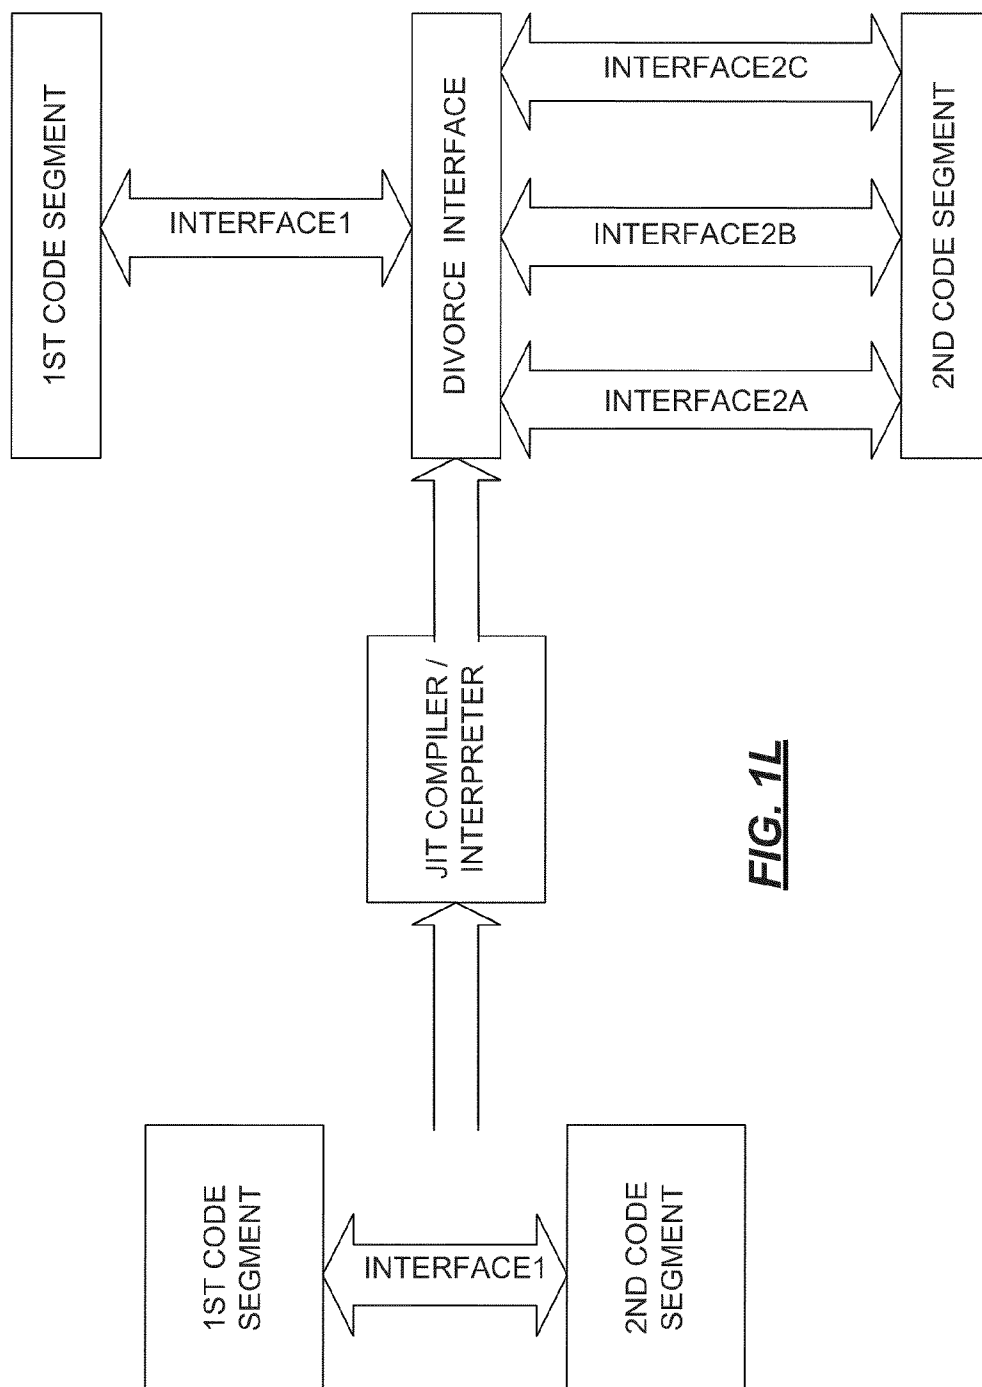 1ST CODE
SEGMENT
INTERFACE1
2ND CODE
SEGMENT
JIT COMPILER /
INTERPRETER
1ST CODE SEGMENT
INTERFACE1
DIVORCE INTERFACE
INTERFACE2A
INTERFACE2B
INTERFACE2C
2ND CODE SEGMENT
FIG. 1L